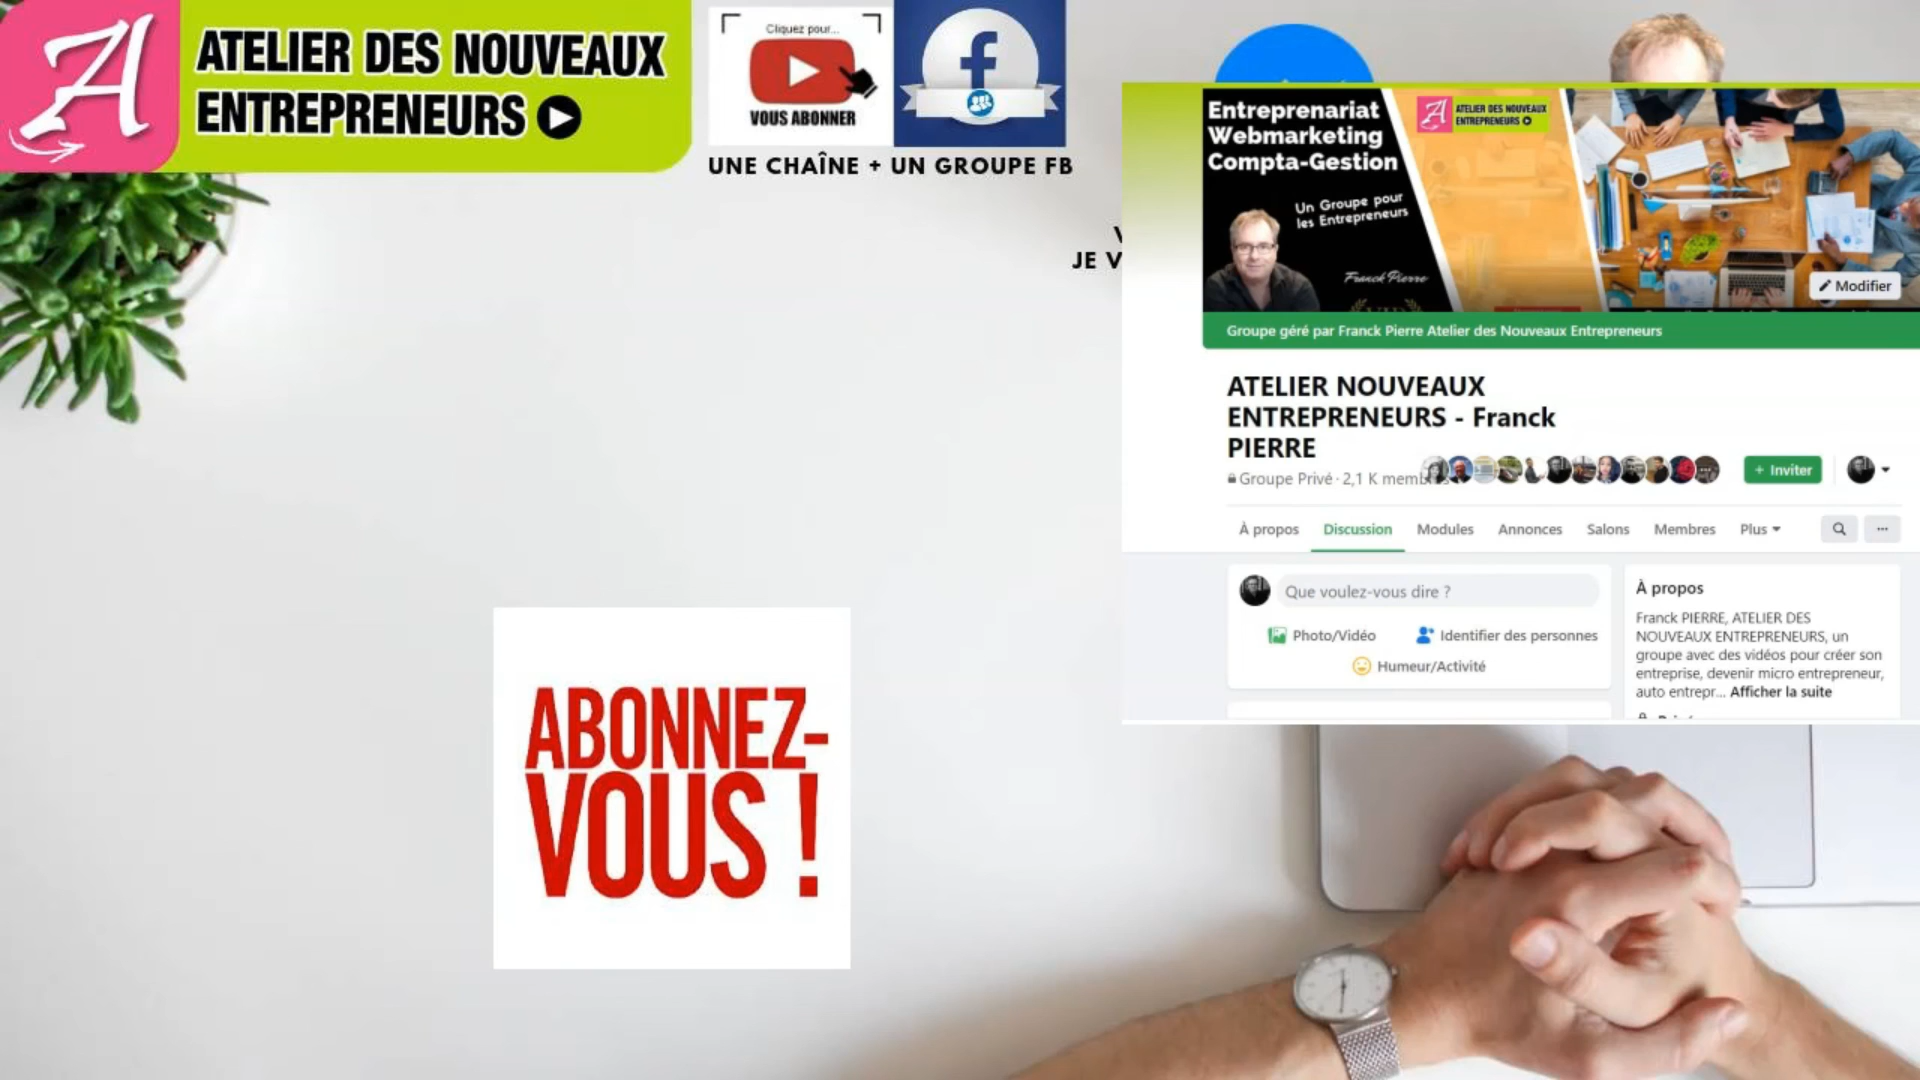 ATELIER DES NOUVEAUX
ENTREPRENEURS
Cliquez pour...
VOUS ABONNER
UNE CHAÎNE + UN GROUPE FB
JE V
Entreprenariat
Webmarketing
Compta-Gestion
Un Groupe pour
les Entrepreneurs
Franck Pierre
ATELIER DES NOUVEAUX
ENTREPRENEURS
Modifier
Groupe géré par Franck Pierre Atelier des Nouveaux Entrepreneurs
ATELIER NOUVEAUX
ENTREPRENEURS - Franck
PIERRE
Groupe Privé · 2,1 K
+ Inviter
À propos
Discussion
Modules
Annonces
Salons
Membres
Plus
Que voulez-vous dire ?
Photo/Vidéo
Identifier des personnes
Humeur/Activité
À propos
Franck PIERRE, ATELIER DES
NOUVEAUX ENTREPRENEURS, un
groupe avec des vidéos pour créer son
entreprise, devenir micro entrepreneur,
auto entrepr... Afficher la suite
ABONNEZ-
VOUS !